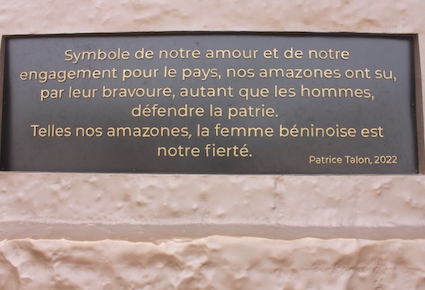 Symbole de notre amour et de notre
engagement pour le pays, nos amazones ont su,
par leur bravoure, autant que les hommes,
défendre la patrie.
Telles nos amazones, la femme béninoise est
notre fierté.
Patrice Talon, 2022